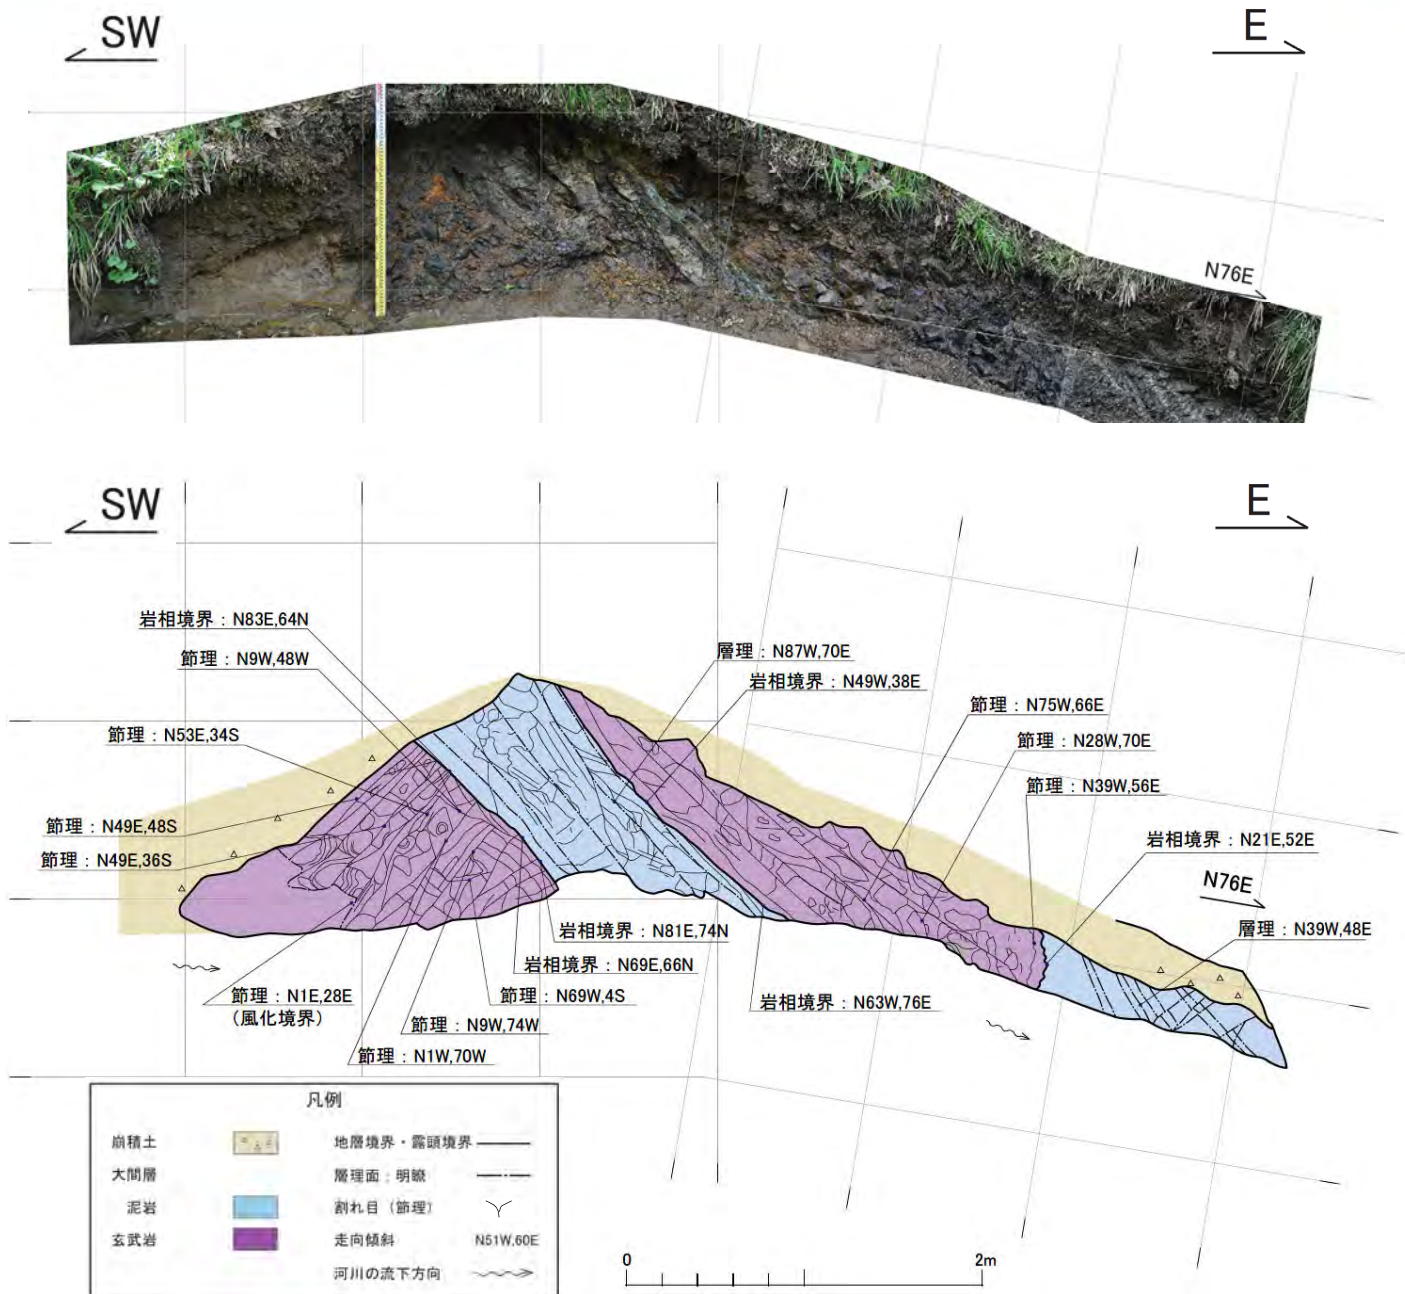 SW
E
N76E
SW
E
岩相境界：N83E,64N
節理：N9W,48W
層理：N87W,70E
岩相境界：N49W,38E
節理：N75W,66E
節理：N53E,34S
節理：N28W,70E
節理：N39W,56E
節理：N49E,48S
岩相境界：N21E,52E
節理：N49E,36S
N76E
岩相境界：N81E,74N
層理：N39W,48E
岩相境界：N69E,66N
節理：N1E,28E
（風化境界）
節理：N69W,4S
岩相境界：N63W,76E
節理：N9W,74W
節理：N1W,70W
凡例
崩積土
地層境界・露頭境界
大間層
層理面：明瞭
泥岩
割れ目（節理）
玄武岩
走向傾斜
N51W,60E
河川の流下方向
0
2m